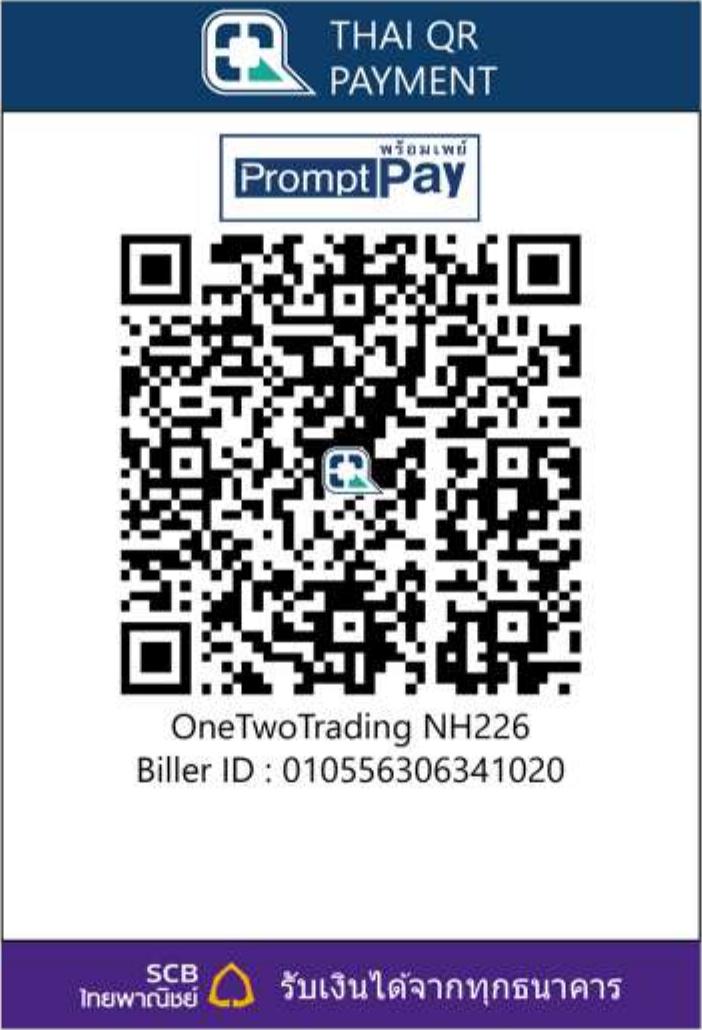 THAI QR
PAYMENT
พร้อมเพย์
Prompt Pay
OneTwoTrading NH226
Biller ID : 010556306341020
SCB
ไทยพาณิชย์
รับเงินได้จากทุกธนาคาร